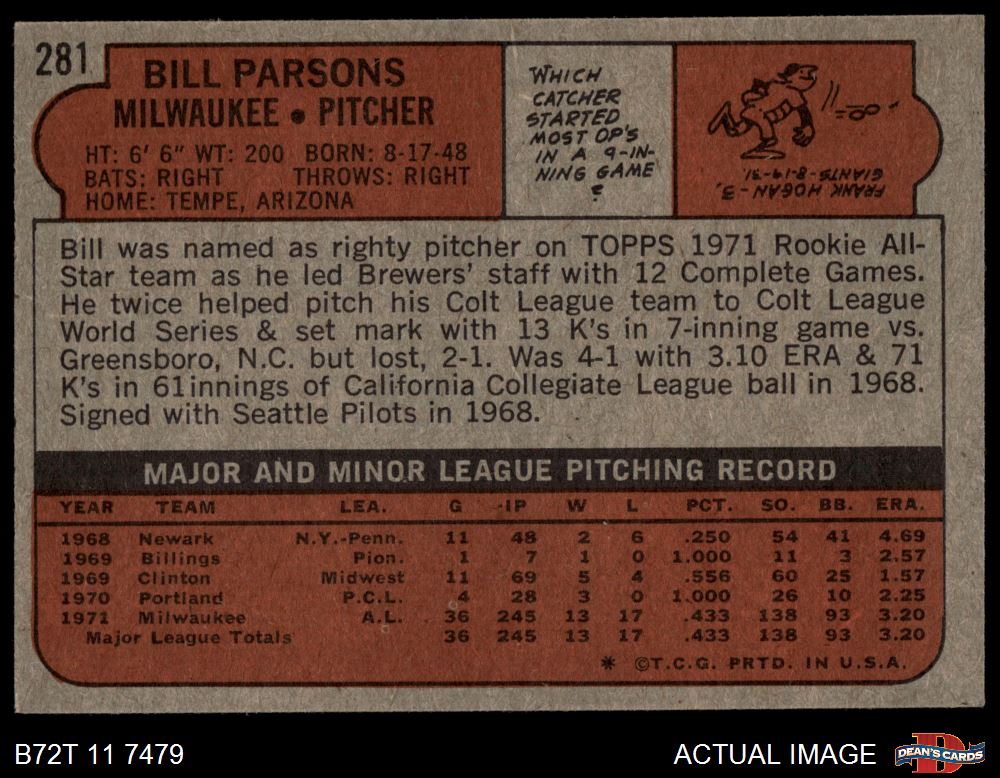 281
BILL PARSONS
MILWAUKEE • PITCHER
HT: 6' 6" WT: 200 BORN: 8-17-48
BATS: RIGHT THROWS: RIGHT
HOME: TEMPE, ARIZONA
WHICH
CATCHER
STARTED
MOST DP'S
IN A 9-IN-
NING GAME
?
FRANK HOGAN-3,
GIANTS-8-19-31.
Bill was named as righty pitcher on TOPPS 1971 Rookie All-
Star team as he led Brewers' staff with 12 Complete Games.
He twice helped pitch his Colt League team to Colt League
World Series & set mark with 13 K's in 7-inning game vs.
Greensboro, N.C. but lost, 2-1. Was 4-1 with 3.10 ERA & 71
K's in 61 innings of California Collegiate League ball in 1968.
Signed with Seattle Pilots in 1968.
MAJOR AND MINOR LEAGUE PITCHING RECORD
YEAR TEAM LEA. G IP W L PCT. SO. BB. ERA.
1968 Newark N.Y.-Penn. 11 48 2 6 .250 54 41 4.69
1969 Billings Pion. 1 7 1 0 1.000 11 3 2.57
1969 Clinton Midwest 11 69 5 4 .556 60 25 1.57
1970 Portland P.C.L. 4 28 3 0 1.000 26 10 2.25
1971 Milwaukee A.L. 36 245 13 17 .433 138 93 3.20
Major League Totals 36 245 13 17 .433 138 93 3.20
* ©T.C.G. PRTD. IN U.S.A.
B72T 11 7479
ACTUAL IMAGE
DEAN'S CARDS